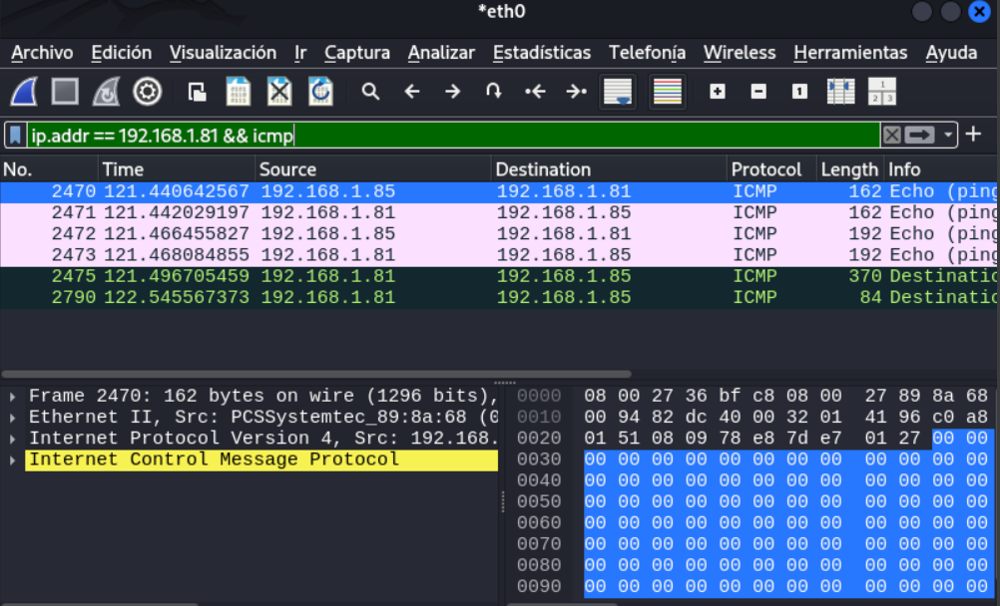 *eth0
Archivo Edición Visualización Ir Captura Analizar Estadísticas Telefonía Wireless Herramientas Ayuda
ip.addr == 192.168.1.81 && icmp
No. Time Source Destination Protocol Length Info
2470 121.440642567 192.168.1.85 192.168.1.81 ICMP 162 Echo (ping
2471 121.442029197 192.168.1.81 192.168.1.85 ICMP 162 Echo (ping
2472 121.466455827 192.168.1.85 192.168.1.81 ICMP 192 Echo (ping
2473 121.468084855 192.168.1.81 192.168.1.85 ICMP 192 Echo (ping
2475 121.496705459 192.168.1.81 192.168.1.85 ICMP 370 Destinatio
2790 122.545567373 192.168.1.81 192.168.1.85 ICMP 84 Destinatio
Frame 2470: 162 bytes on wire (1296 bits),
Ethernet II, Src: PCSSystemtec_89:8a:68 (0
Internet Protocol Version 4, Src: 192.168.
Internet Control Message Protocol
0000 08 00 27 36 bf c8 08 00 27 89 8a 68
0010 00 94 82 dc 40 00 32 01 41 96 c0 a8
0020 01 51 08 09 78 e8 7d e7 01 27 00 00
0030 00 00 00 00 00 00 00 00 00 00 00 00
0040 00 00 00 00 00 00 00 00 00 00 00 00
0050 00 00 00 00 00 00 00 00 00 00 00 00
0060 00 00 00 00 00 00 00 00 00 00 00 00
0070 00 00 00 00 00 00 00 00 00 00 00 00
0080 00 00 00 00 00 00 00 00 00 00 00 00
0090 00 00 00 00 00 00 00 00 00 00 00 00